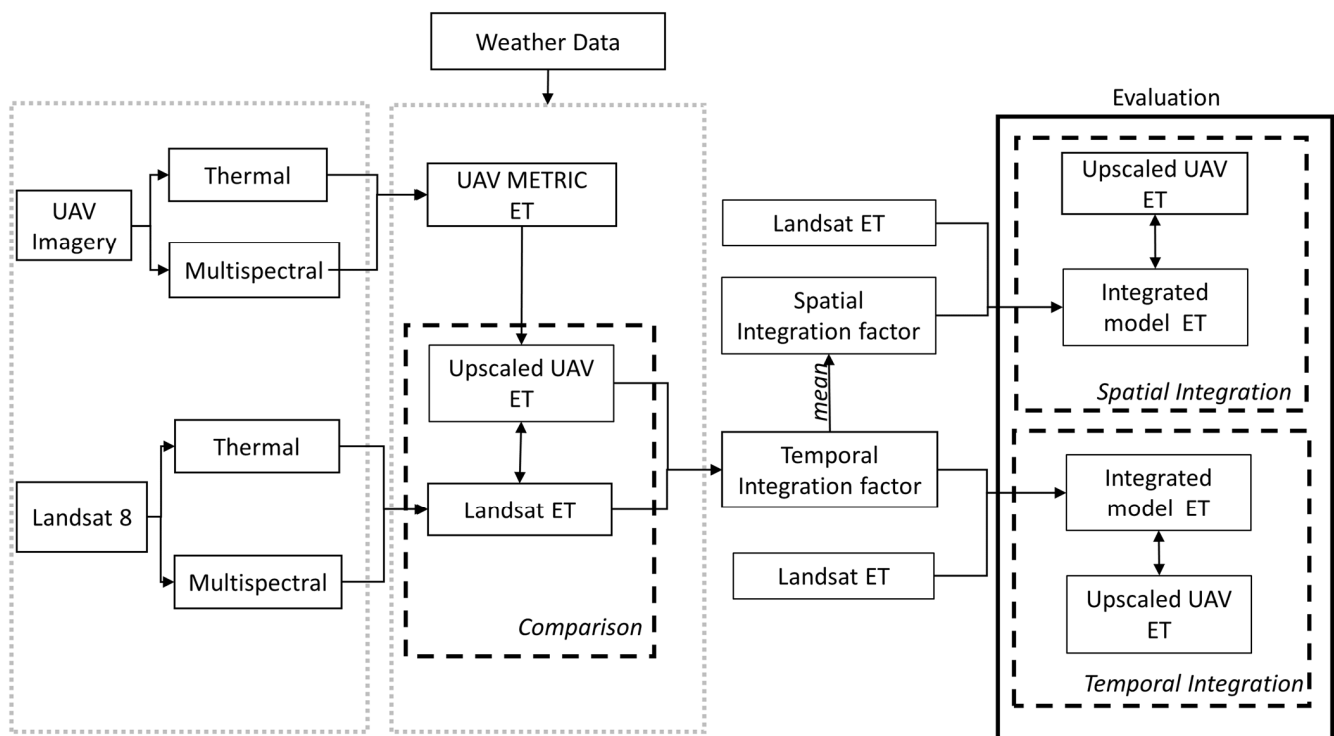 Weather Data
UAV
Imagery
Thermal
Multispectral
Landsat 8
Thermal
Multispectral
UAV METRIC
ET
Upscaled UAV
ET
Landsat ET
Comparison
Landsat ET
Spatial
Integration factor
mean
Temporal
Integration factor
Landsat ET
Evaluation
Upscaled UAV
ET
Integrated
model ET
Spatial Integration
Integrated
model ET
Upscaled UAV
ET
Temporal Integration